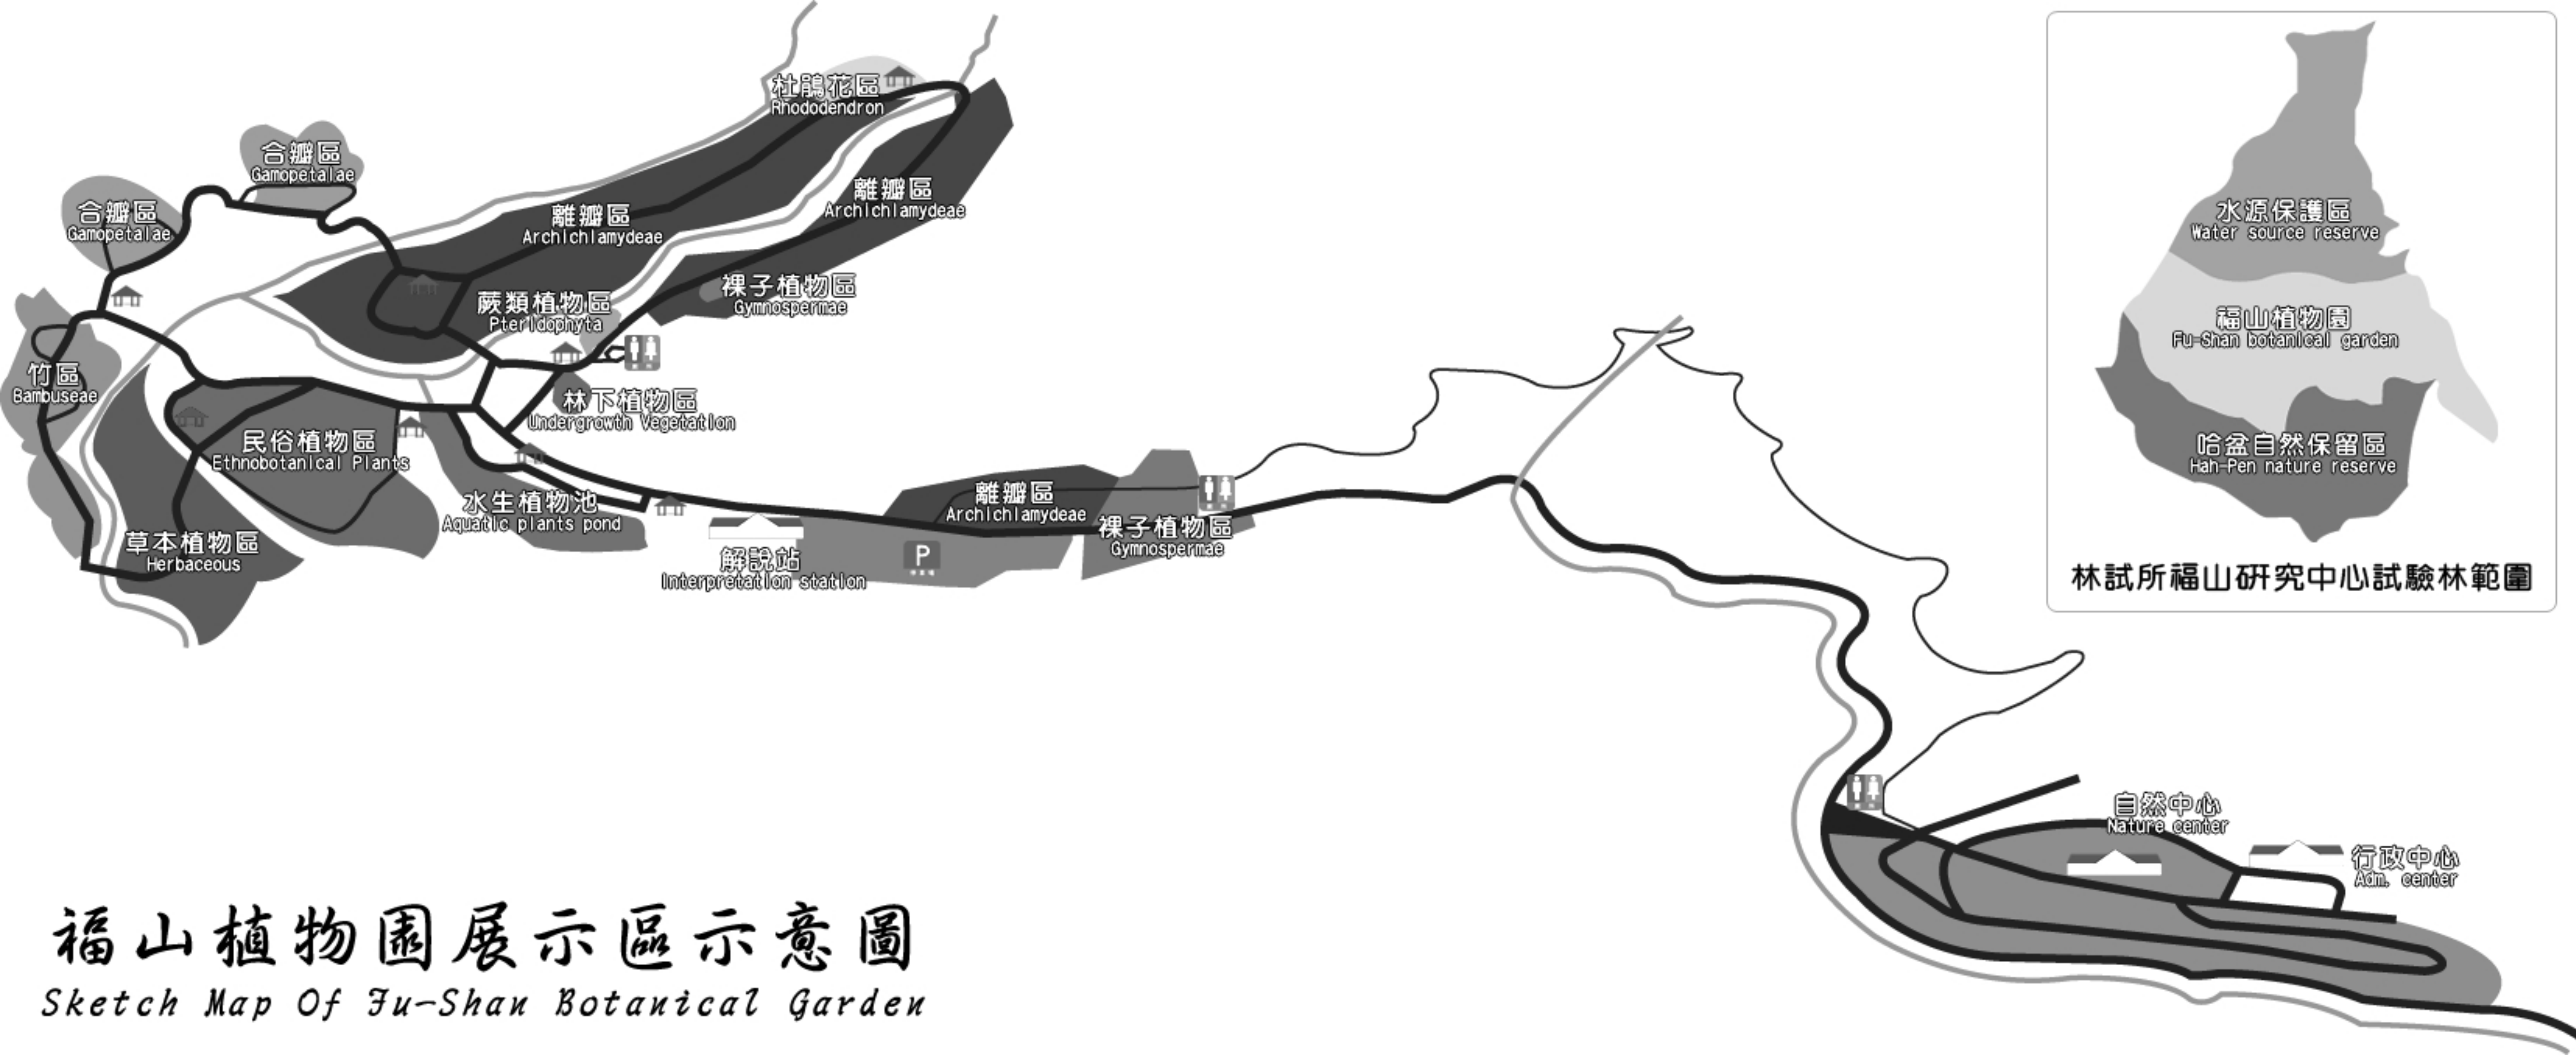 杜鵑花區
Rhododendron
合瓣區
Gamopetalae
合瓣區
Gamopetalae
離瓣區
Archichlamydeae
離瓣區
Archichlamydeae
裸子植物區
Gymnospermae
蕨類植物區
Pteridophyta
竹區
Bambuseae
林下植物區
Undergrowth Vegetation
民俗植物區
Ethnobotanical Plants
水生植物池
Aquatic plants pond
草本植物區
Herbaceous
解說站
Interpretation station
P
離瓣區
Archichlamydeae
裸子植物區
Gymnospermae
水源保護區
Water source reserve
福山植物園
Fu-Shan botanical garden
哈盆自然保留區
Hah-Pen nature reserve
林試所福山研究中心試驗林範圍
自然中心
Nature center
行政中心
Adm. center
福山植物園展示區示意圖
Sketch Map Of Fu-Shan Botanical Garden